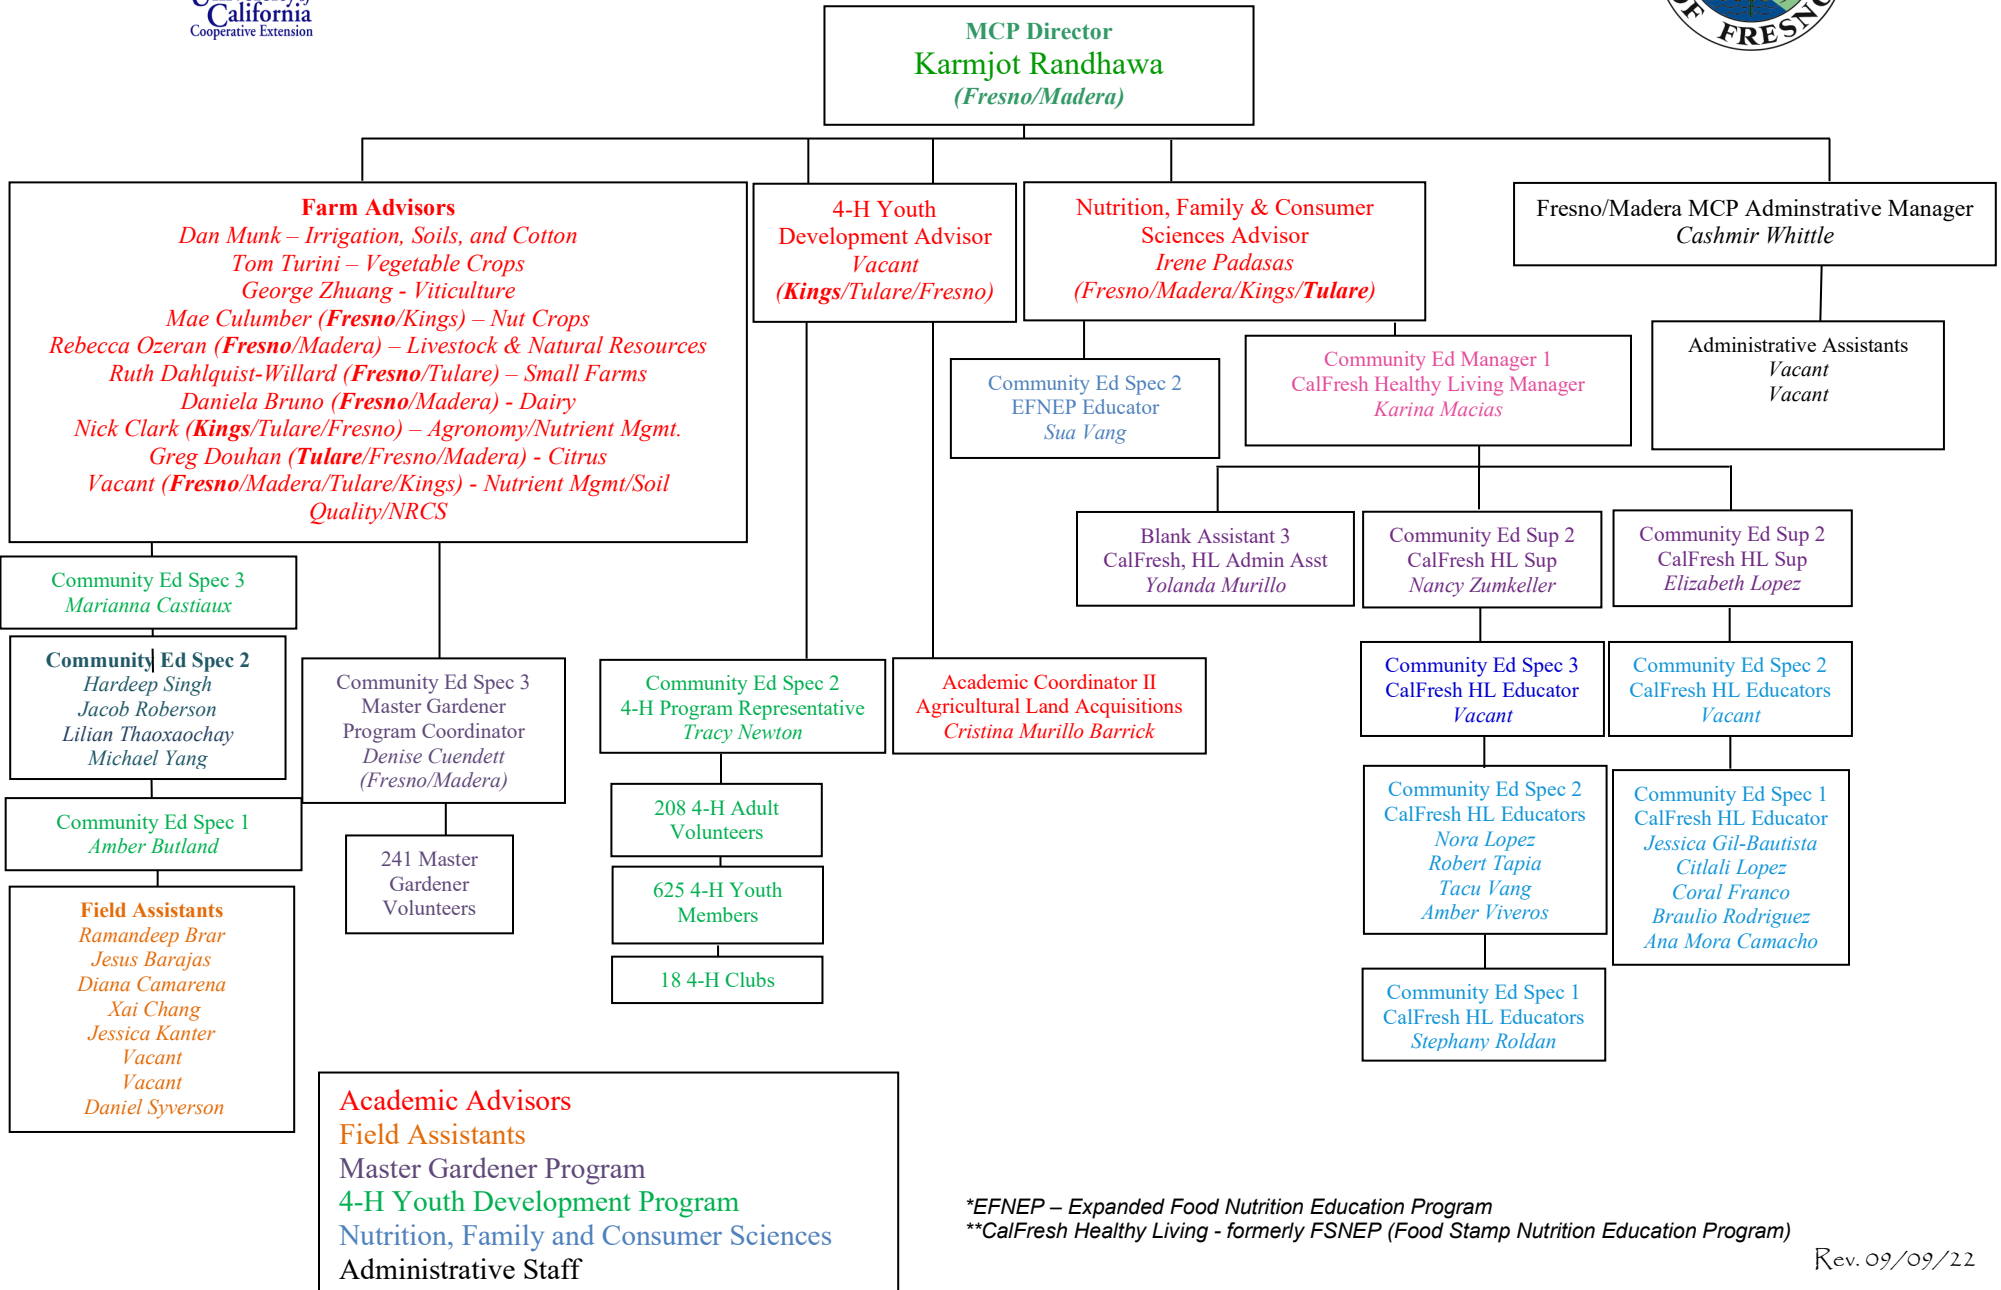 California
Cooperative Extension
OF FRESNO
MCP Director
Karmjot Randhawa
(Fresno/Madera)
Farm Advisors
Dan Munk – Irrigation, Soils, and Cotton
Tom Turini – Vegetable Crops
George Zhuang - Viticulture
Mae Culumber (Fresno/Kings) – Nut Crops
Rebecca Ozeran (Fresno/Madera) – Livestock & Natural Resources
Ruth Dahlquist-Willard (Fresno/Tulare) – Small Farms
Daniela Bruno (Fresno/Madera) - Dairy
Nick Clark (Kings/Tulare/Fresno) – Agronomy/Nutrient Mgmt.
Greg Douhan (Tulare/Fresno/Madera) - Citrus
Vacant (Fresno/Madera/Tulare/Kings) - Nutrient Mgmt/Soil
Quality/NRCS
4-H Youth
Development Advisor
Vacant
(Kings/Tulare/Fresno)
Nutrition, Family & Consumer
Sciences Advisor
Irene Padasas
(Fresno/Madera/Kings/Tulare)
Fresno/Madera MCP Adminstrative Manager
Cashmir Whittle
Community Ed Spec 2
EFNEP Educator
Sua Vang
Community Ed Manager 1
CalFresh Healthy Living Manager
Karina Macias
Administrative Assistants
Vacant
Vacant
Blank Assistant 3
CalFresh, HL Admin Asst
Yolanda Murillo
Community Ed Sup 2
CalFresh HL Sup
Nancy Zumkeller
Community Ed Sup 2
CalFresh HL Sup
Elizabeth Lopez
Community Ed Spec 3
Marianna Castiaux
Community Ed Spec 2
Hardeep Singh
Jacob Roberson
Lilian Thaoxaochay
Michael Yang
Community Ed Spec 1
Amber Butland
Field Assistants
Ramandeep Brar
Jesus Barajas
Diana Camarena
Xai Chang
Jessica Kanter
Vacant
Vacant
Daniel Syverson
Community Ed Spec 3
Master Gardener
Program Coordinator
Denise Cuendett
(Fresno/Madera)
241 Master
Gardener
Volunteers
Community Ed Spec 2
4-H Program Representative
Tracy Newton
208 4-H Adult
Volunteers
625 4-H Youth
Members
18 4-H Clubs
Academic Coordinator II
Agricultural Land Acquisitions
Cristina Murillo Barrick
Community Ed Spec 3
CalFresh HL Educator
Vacant
Community Ed Spec 2
CalFresh HL Educators
Nora Lopez
Robert Tapia
Tacu Vang
Amber Viveros
Community Ed Spec 1
CalFresh HL Educators
Stephany Roldan
Community Ed Spec 2
CalFresh HL Educators
Vacant
Community Ed Spec 1
CalFresh HL Educator
Jessica Gil-Bautista
Citlali Lopez
Coral Franco
Braulio Rodriguez
Ana Mora Camacho
Academic Advisors
Field Assistants
Master Gardener Program
4-H Youth Development Program
Nutrition, Family and Consumer Sciences
Administrative Staff
*EFNEP – Expanded Food Nutrition Education Program
**CalFresh Healthy Living - formerly FSNEP (Food Stamp Nutrition Education Program)
Rev. 09/09/22